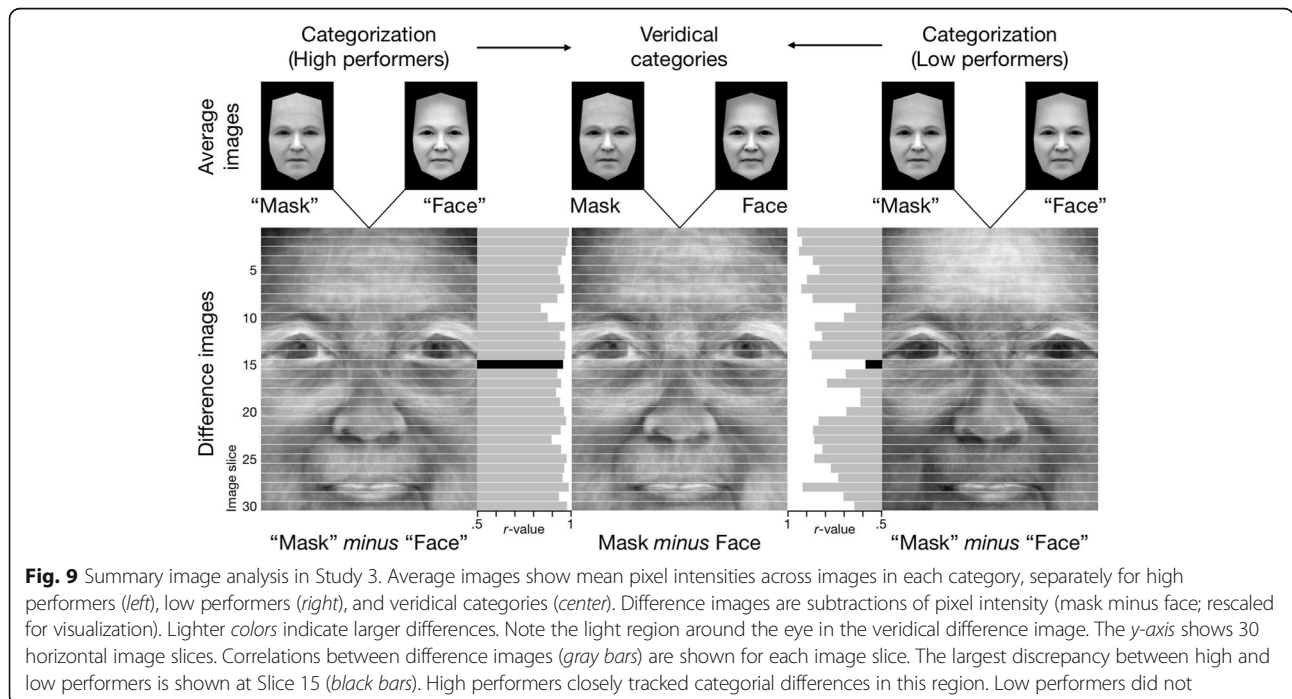 Categorization
(High performers)
Veridical
categories
Categorization
(Low performers)
Average
images
"Mask"
"Face"
Mask
Face
"Mask"
"Face"
Difference images
Image slice
5
10
15
20
25
30
.5
r-value
1
1
r-value
.5
"Mask" minus "Face"
Mask minus Face
"Mask" minus "Face"
Fig. 9 Summary image analysis in Study 3. Average images show mean pixel intensities across images in each category, separately for high
performers (left), low performers (right), and veridical categories (center). Difference images are subtractions of pixel intensity (mask minus face; rescaled
for visualization). Lighter colors indicate larger differences. Note the light region around the eye in the veridical difference image. The y-axis shows 30
horizontal image slices. Correlations between difference images (gray bars) are shown for each image slice. The largest discrepancy between high and
low performers is shown at Slice 15 (black bars). High performers closely tracked categorial differences in this region. Low performers did not